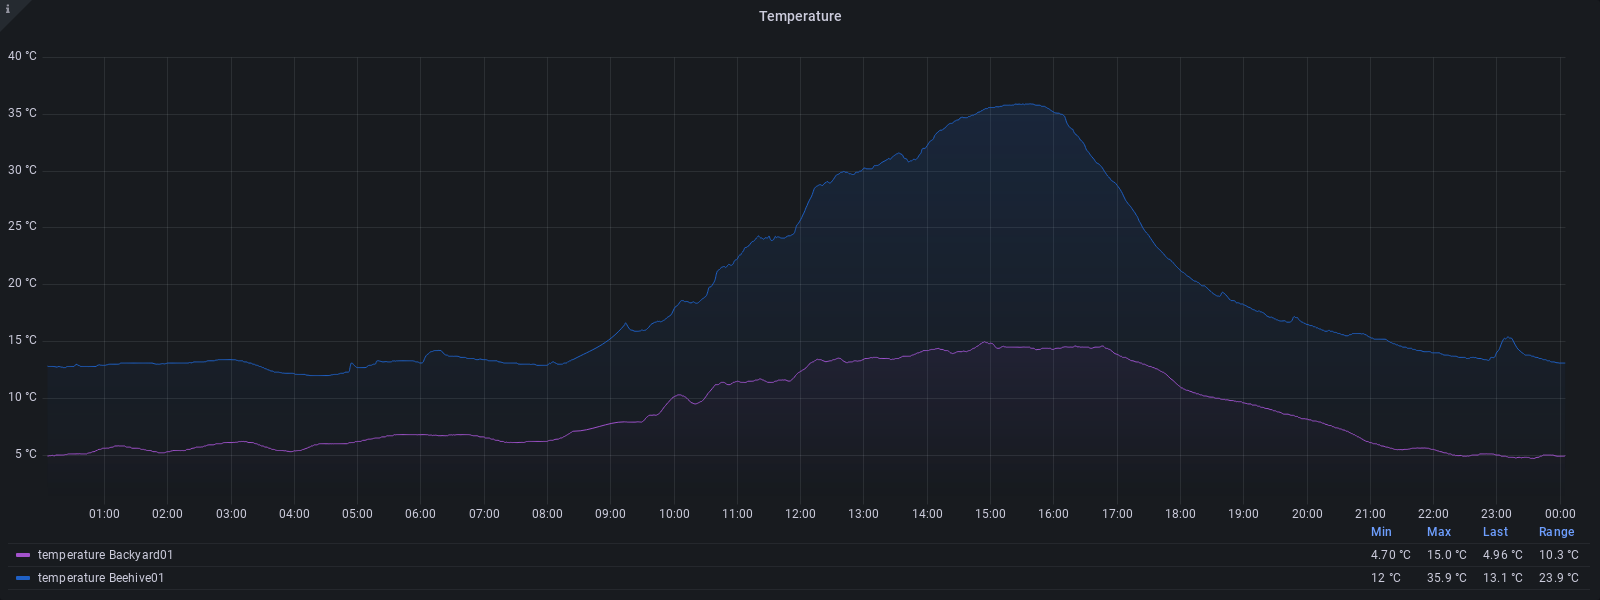 i
Temperature
40 °C
35 °C
30 °C
25 °C
20 °C
15 °C
10 °C
5 °C
01:00 02:00 03:00 04:00 05:00 06:00 07:00 08:00 09:00 10:00 11:00 12:00 13:00 14:00 15:00 16:00 17:00 18:00 19:00 20:00 21:00 22:00 23:00 00:00
Min Max Last Range
temperature Backyard01 4.70 °C 15.0 °C 4.96 °C 10.3 °C
temperature Beehive01 12 °C 35.9 °C 13.1 °C 23.9 °C